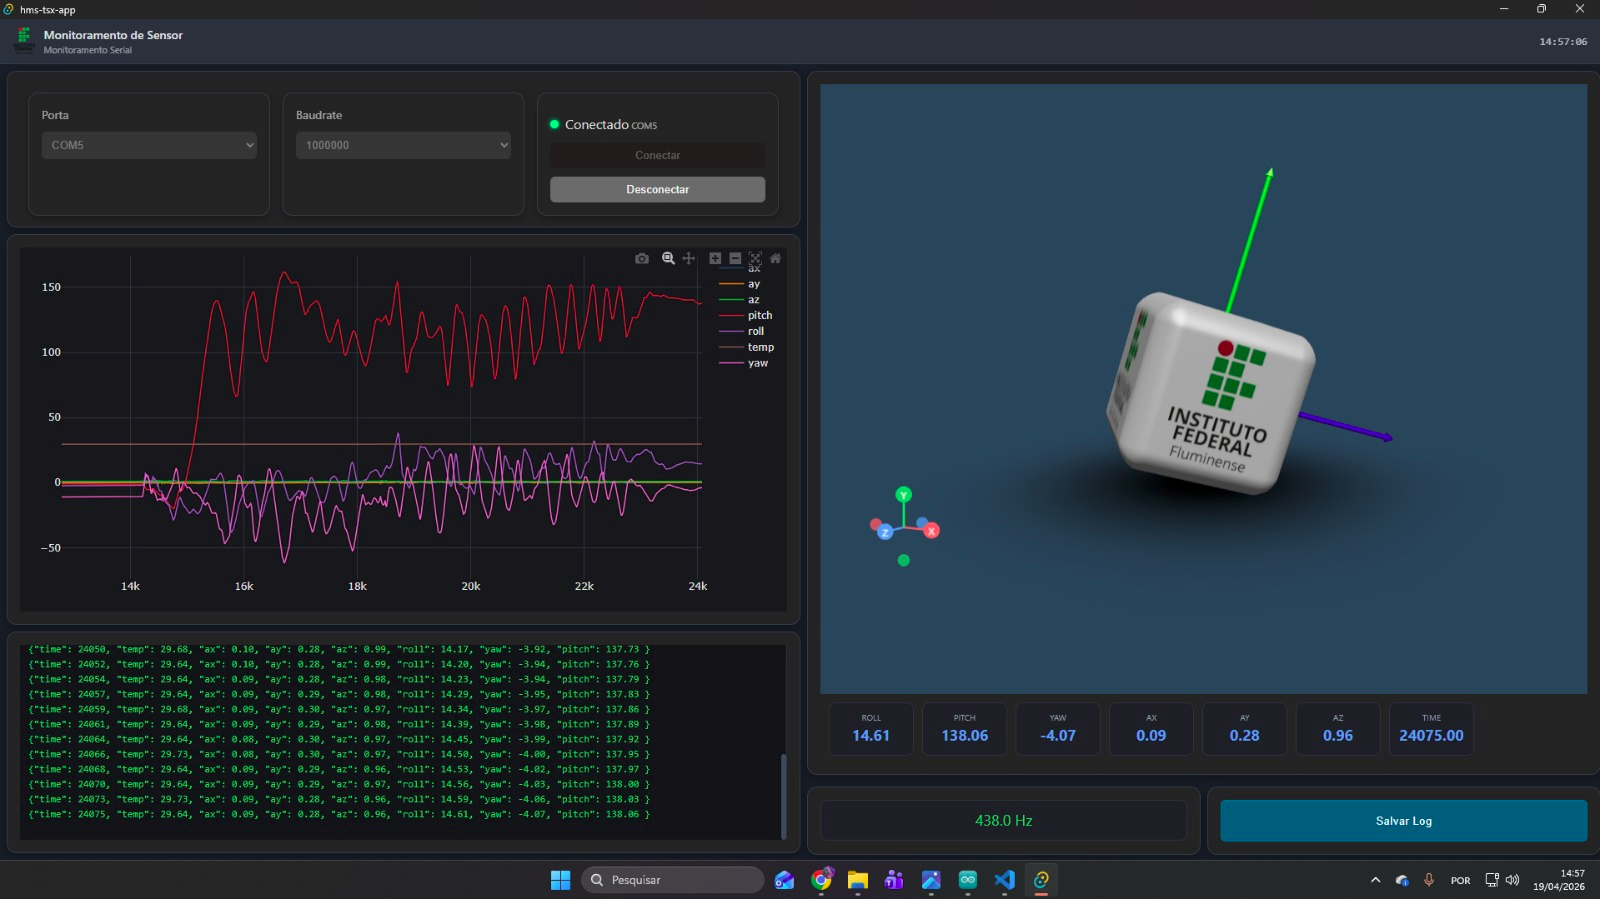 hms-tsx-app
Monitoramento de Sensor
Monitoramento Serial
14:57:06
Porta
COM5
Baudrate
1000000
Conectado COM5
Conectar
Desconectar
ax
ay
az
pitch
roll
temp
yaw
150
100
50
0
−50
14k 16k 18k 20k 22k 24k
{"time": 24050, "temp": 29.68, "ax": 0.10, "ay": 0.28, "az": 0.99, "roll": 14.17, "yaw": -3.92, "pitch": 137.73 }
{"time": 24052, "temp": 29.64, "ax": 0.10, "ay": 0.28, "az": 0.99, "roll": 14.20, "yaw": -3.94, "pitch": 137.76 }
{"time": 24054, "temp": 29.64, "ax": 0.09, "ay": 0.28, "az": 0.98, "roll": 14.23, "yaw": -3.94, "pitch": 137.79 }
{"time": 24057, "temp": 29.64, "ax": 0.09, "ay": 0.29, "az": 0.98, "roll": 14.29, "yaw": -3.95, "pitch": 137.83 }
{"time": 24059, "temp": 29.68, "ax": 0.09, "ay": 0.30, "az": 0.97, "roll": 14.34, "yaw": -3.97, "pitch": 137.86 }
{"time": 24061, "temp": 29.64, "ax": 0.09, "ay": 0.29, "az": 0.98, "roll": 14.39, "yaw": -3.98, "pitch": 137.89 }
{"time": 24064, "temp": 29.64, "ax": 0.08, "ay": 0.30, "az": 0.97, "roll": 14.45, "yaw": -3.99, "pitch": 137.92 }
{"time": 24066, "temp": 29.73, "ax": 0.08, "ay": 0.30, "az": 0.97, "roll": 14.50, "yaw": -4.00, "pitch": 137.95 }
{"time": 24068, "temp": 29.64, "ax": 0.09, "ay": 0.29, "az": 0.96, "roll": 14.53, "yaw": -4.02, "pitch": 137.97 }
{"time": 24070, "temp": 29.64, "ax": 0.09, "ay": 0.29, "az": 0.97, "roll": 14.56, "yaw": -4.03, "pitch": 138.00 }
{"time": 24073, "temp": 29.73, "ax": 0.09, "ay": 0.28, "az": 0.96, "roll": 14.59, "yaw": -4.06, "pitch": 138.03 }
{"time": 24075, "temp": 29.64, "ax": 0.09, "ay": 0.28, "az": 0.96, "roll": 14.61, "yaw": -4.07, "pitch": 138.06 }
INSTITUTO
FEDERAL
Fluminense
Y
Z
X
ROLL
14.61
PITCH
138.06
YAW
-4.07
AX
0.09
AY
0.28
AZ
0.96
TIME
24075.00
438.0 Hz
Salvar Log
Pesquisar
POR
14:57
19/04/2026